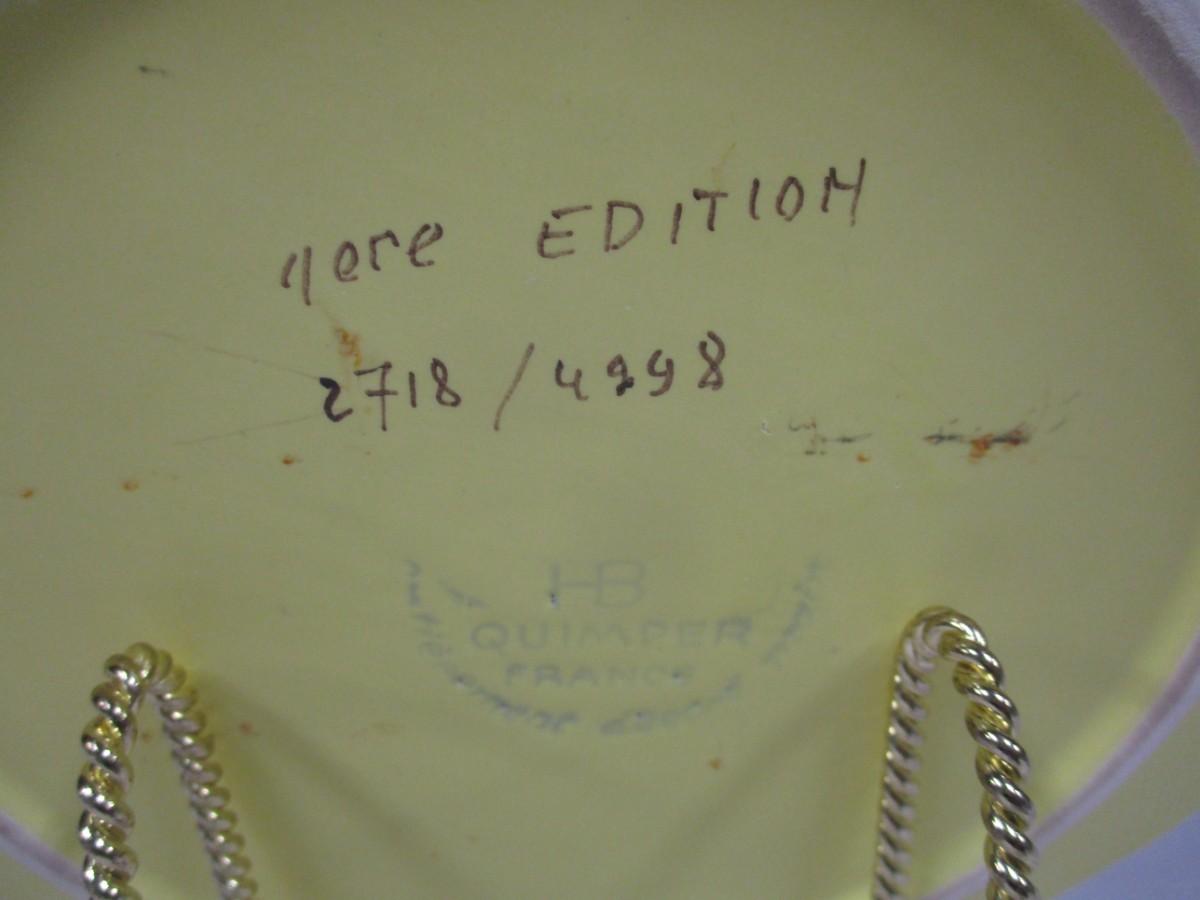 1ere EDITION
2718 / 4998
HB
QUIMPER
FRANCE